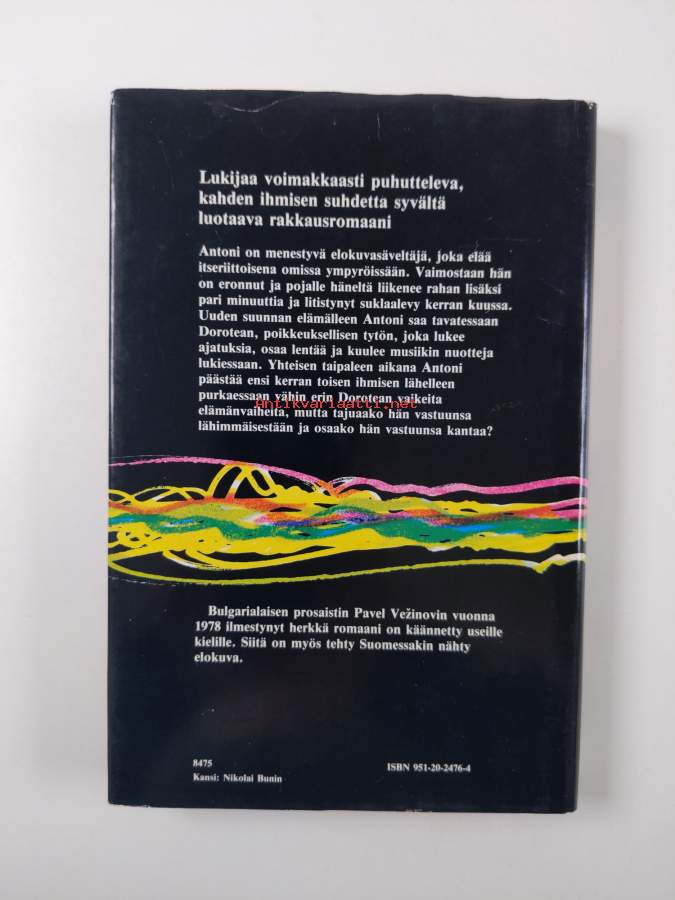 Lukijaa voimakkaasti puhutteleva,
kahden ihmisen suhdetta syvältä
luotaava rakkausromaani
Antoni on menestyvä elokuvasäveltäjä, joka elää
itseriittoisena omissa ympyröissään. Vaimostaan hän
on eronnut ja pojalle häneltä liikenee rahan lisäksi
pari minuuttia ja litistynyt suklaalevy kerran kuussa.
Uuden suunnan elämälleen Antoni saa tavatessaan
Dorotean, poikkeuksellisen tytön, joka lukee
ajatuksia, osaa lentää ja kuulee musiikin nuotteja
lukiessaan. Yhteisen taipaleen aikana Antoni
päästää ensi kerran toisen ihmisen lähelleen
purkaessaan vähin erin Dorotean vaikeita
Antikvariaatti.net
elämänvaiheita, mutta tajuaako hän vastuunsa
lähimmäisestään ja osaako hän vastuunsa kantaa?
Bulgarialaisen prosaistin Pavel Vežinovin vuonna
1978 ilmestynyt herkkä romaani on käännetty useille
kielille. Siitä on myös tehty Suomessakin nähty
elokuva.
8475
Kansi: Nikolai Bunin
ISBN 951-20-2476-4